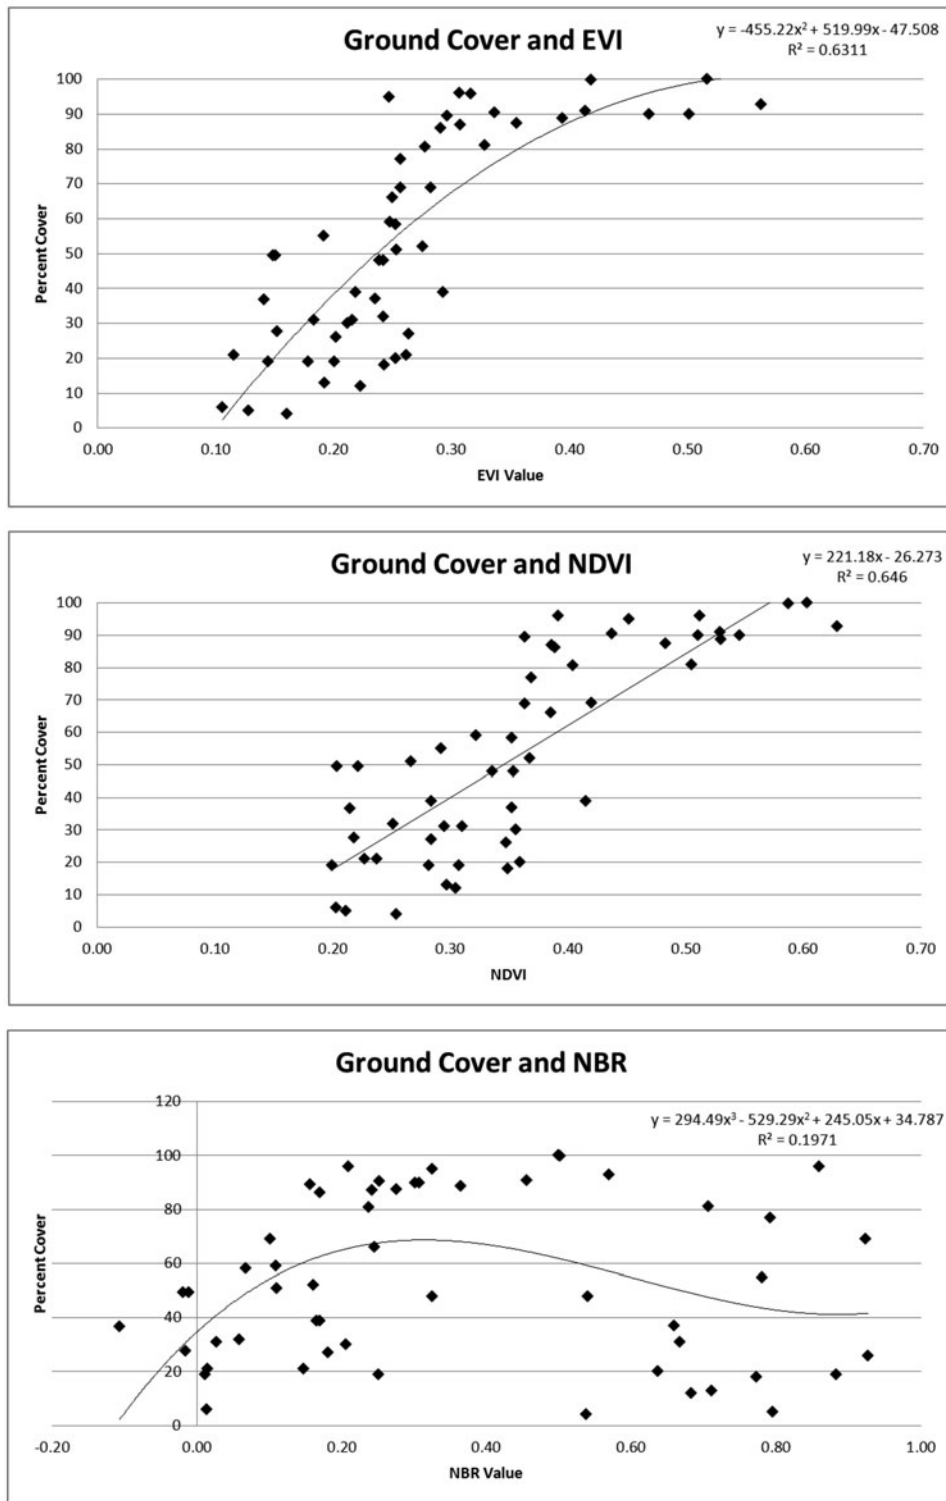 Ground Cover and EVI
y = -455.22x² + 519.99x - 47.508
R² = 0.6311
100
90
80
70
60
50
40
30
20
10
0
Percent Cover
0.00 0.10 0.20 0.30 0.40 0.50 0.60 0.70
EVI Value
Ground Cover and NDVI
y = 221.18x - 26.273
R² = 0.646
100
90
80
70
60
50
40
30
20
10
0
Percent Cover
0.00 0.10 0.20 0.30 0.40 0.50 0.60 0.70
NDVI
Ground Cover and NBR
y = 294.49x³ - 529.29x² + 245.05x + 34.787
R² = 0.1971
120
100
80
60
40
20
0
Percent Cover
-0.20 0.00 0.20 0.40 0.60 0.80 1.00
NBR Value